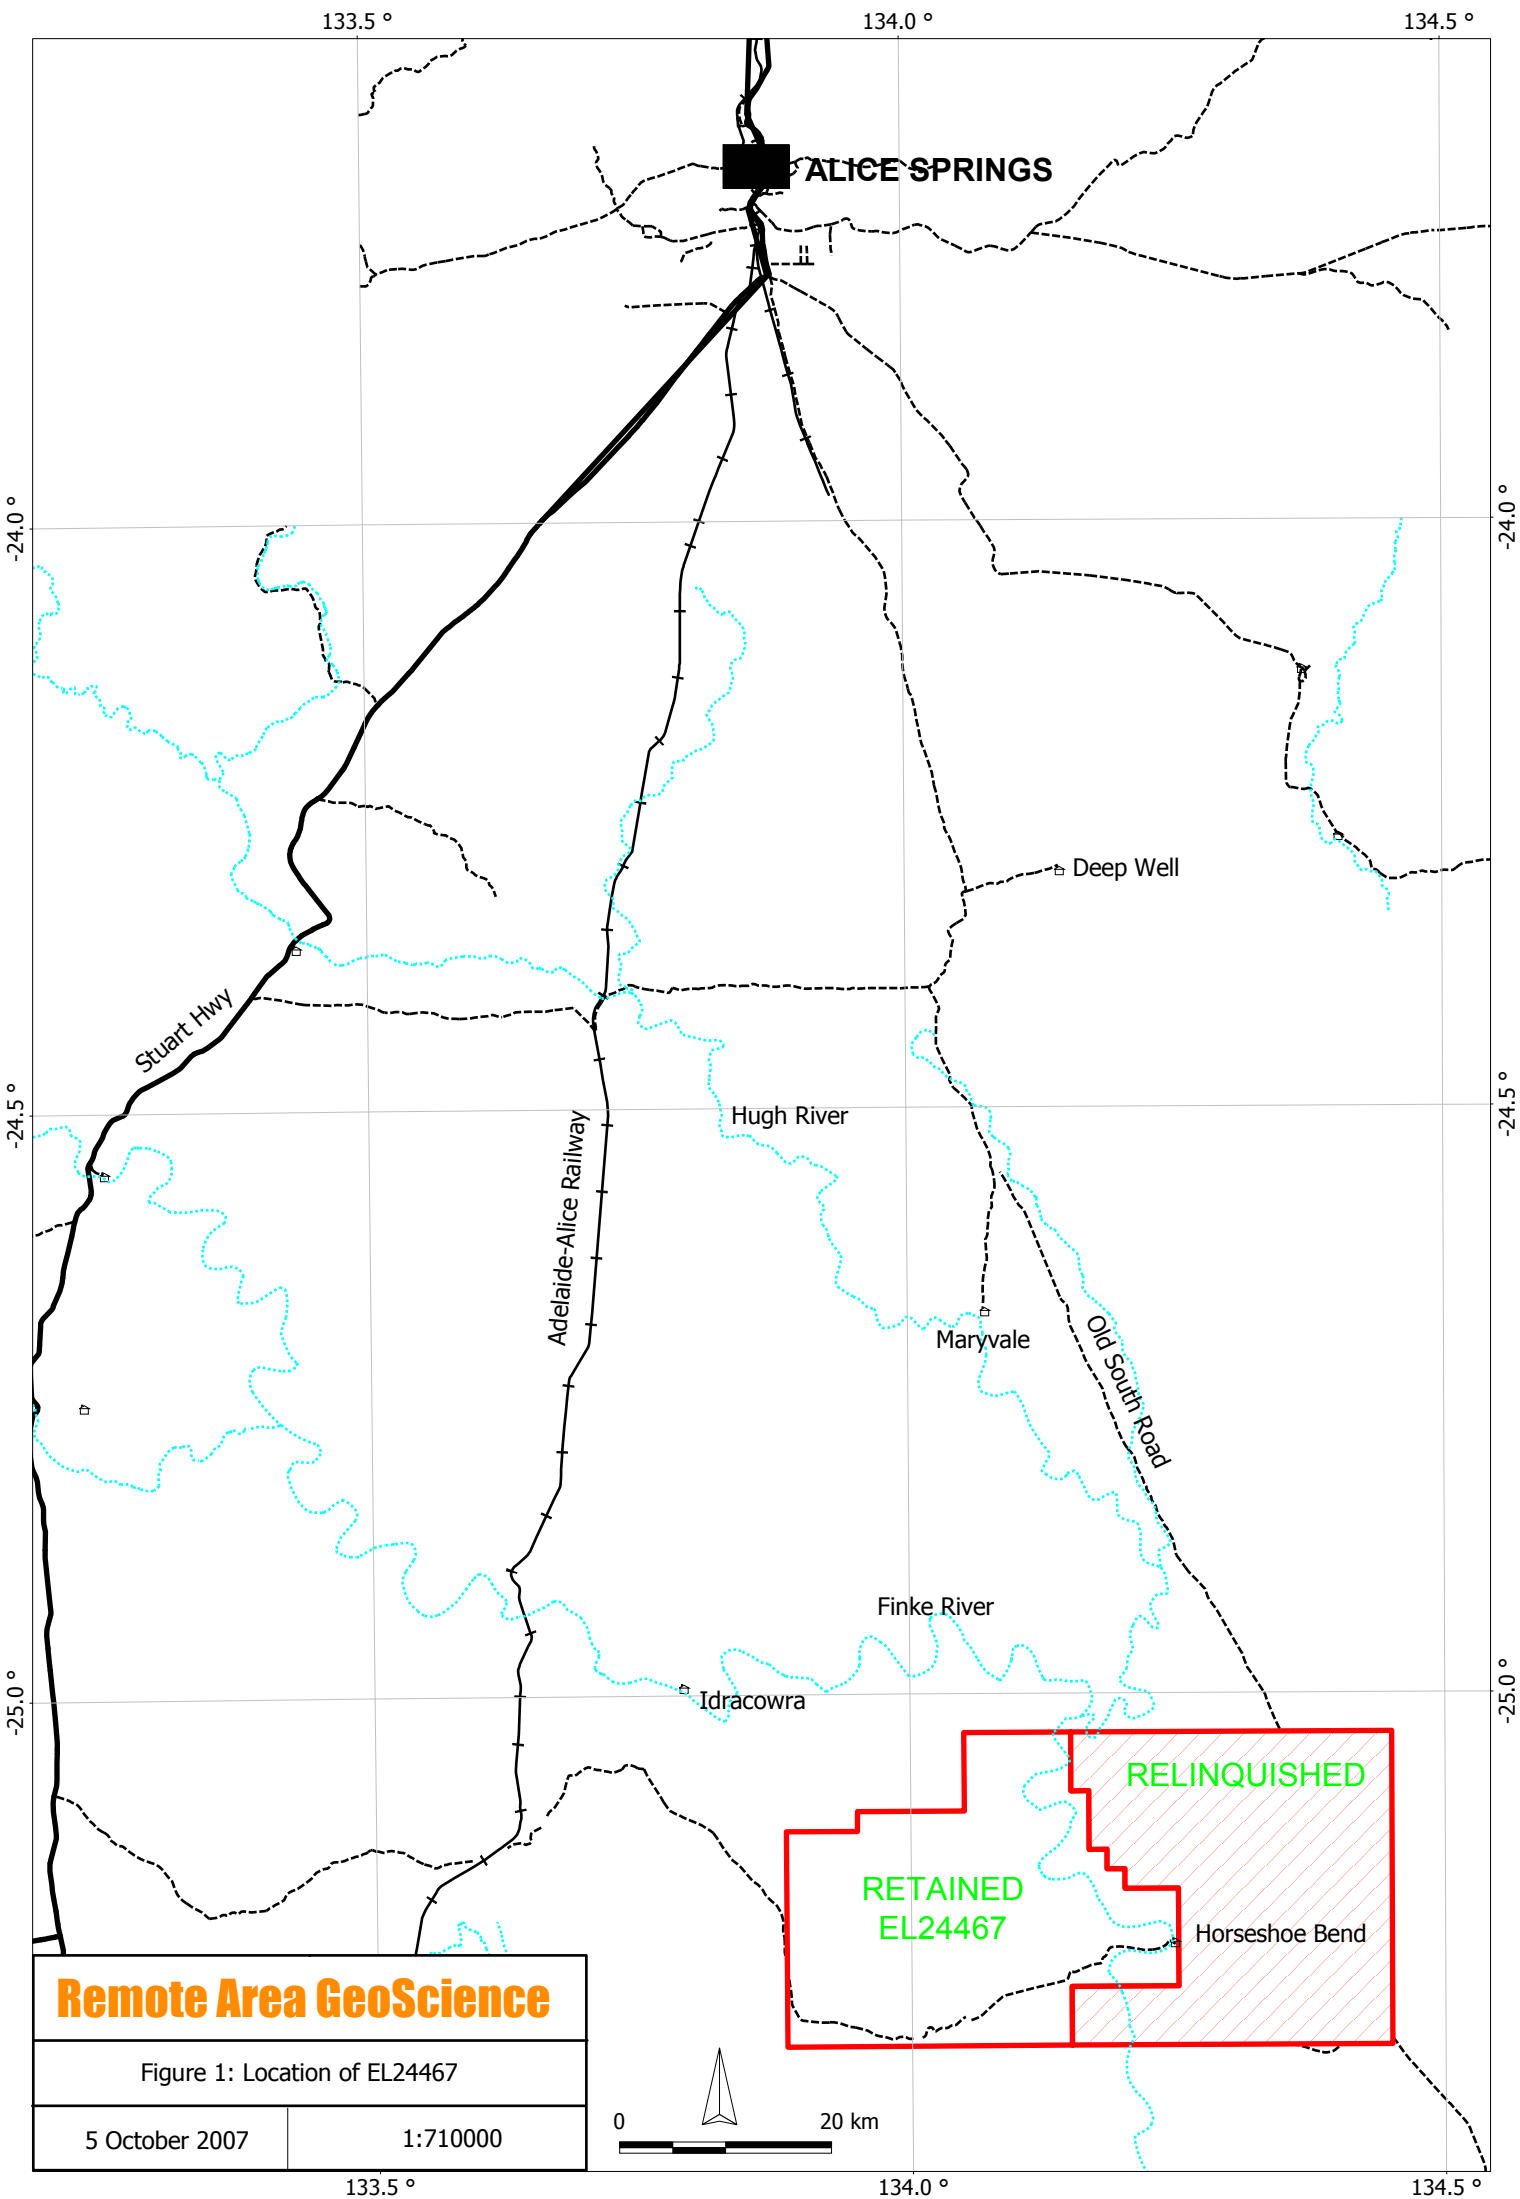 133.5 °
134.0 °
134.5 °
ALICE SPRINGS
-24.0 °
-24.0 °
Deep Well
Stuart Hwy
-24.5 °
-24.5 °
Hugh River
Adelaide-Alice Railway
Maryvale
Old South Road
Finke River
-25.0 °
-25.0 °
Idracowra
RELINQUISHED
RETAINED
EL24467
Horseshoe Bend
Remote Area GeoScience
Figure 1: Location of EL24467
5 October 2007
1:710000
0
20 km
133.5 °
134.0 °
134.5 °